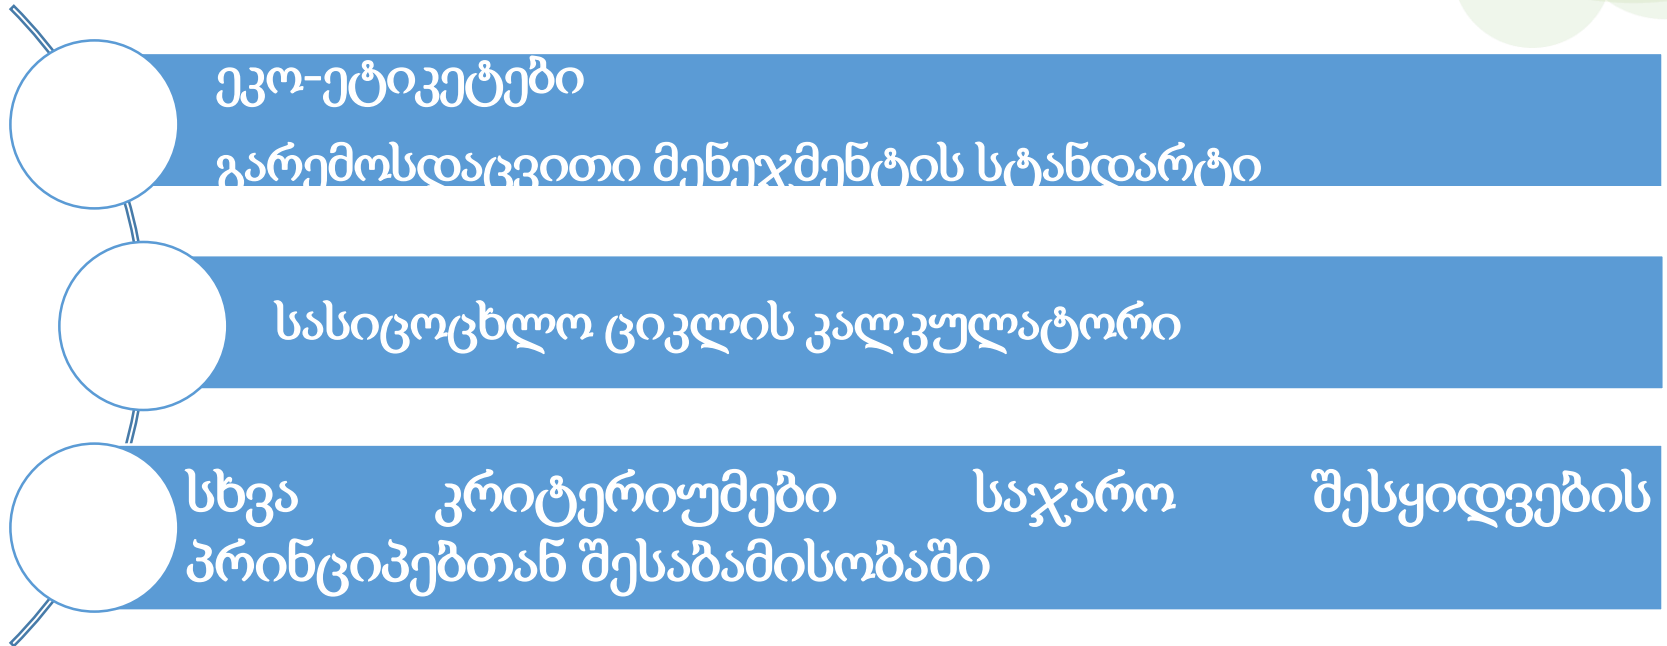 ეკო-ეტიკეტები
გარემოსდაცვითი მენეჯმენტის სტანდარტი
სასიცოცხლო ციკლის კალკულატორი
სხვა კრიტერიუმები საჯარო შესყიდვების
პრინციპებთან შესაბამისობაში